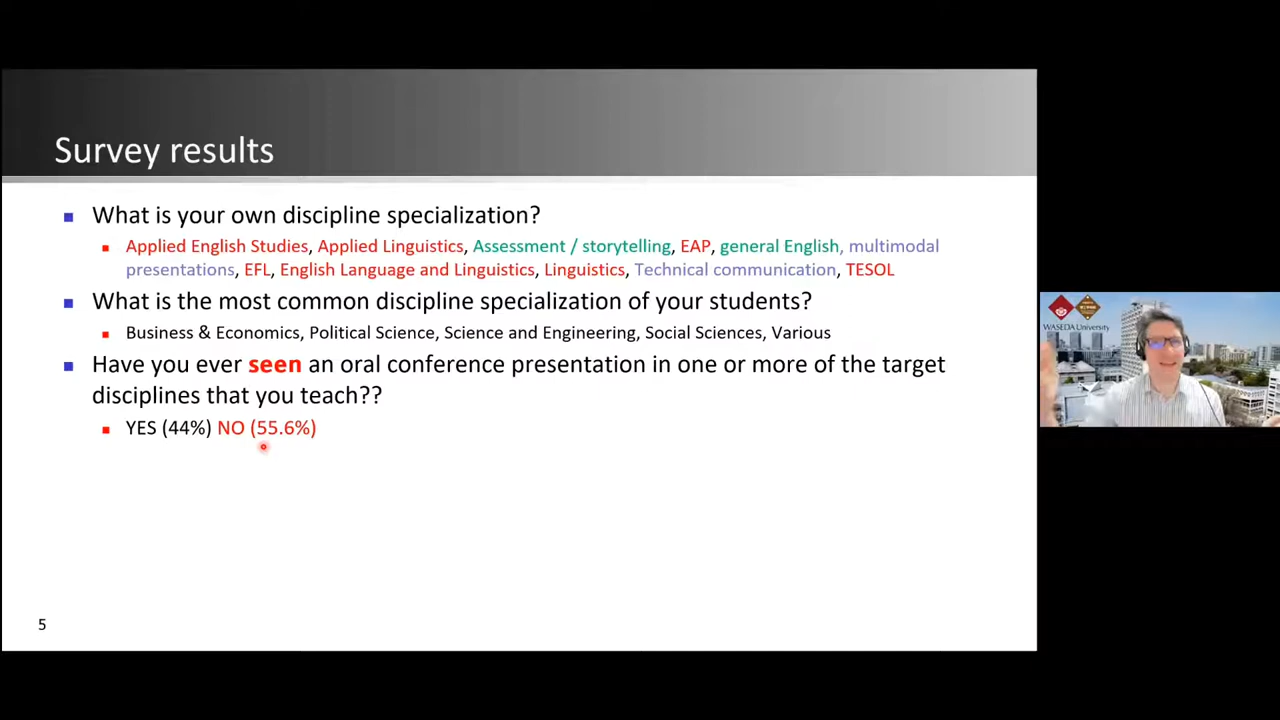 Survey results
What is your own discipline specialization?
Applied English Studies, Applied Linguistics, Assessment / storytelling, EAP, general English, multimodal
presentations, EFL, English Language and Linguistics, Linguistics, Technical communication, TESOL
What is the most common discipline specialization of your students?
Business & Economics, Political Science, Science and Engineering, Social Sciences, Various
Have you ever seen an oral conference presentation in one or more of the target
disciplines that you teach??
YES (44%) NO (55.6%)
5
WASEDA University